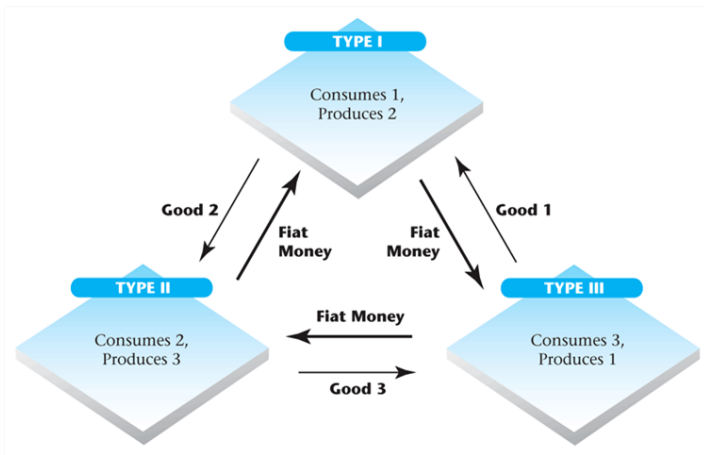 TYPE I
Consumes 1,
Produces 2
Good 2
Fiat
Money
Fiat
Money
Good 1
TYPE II
Consumes 2,
Produces 3
Fiat Money
Good 3
TYPE III
Consumes 3,
Produces 1